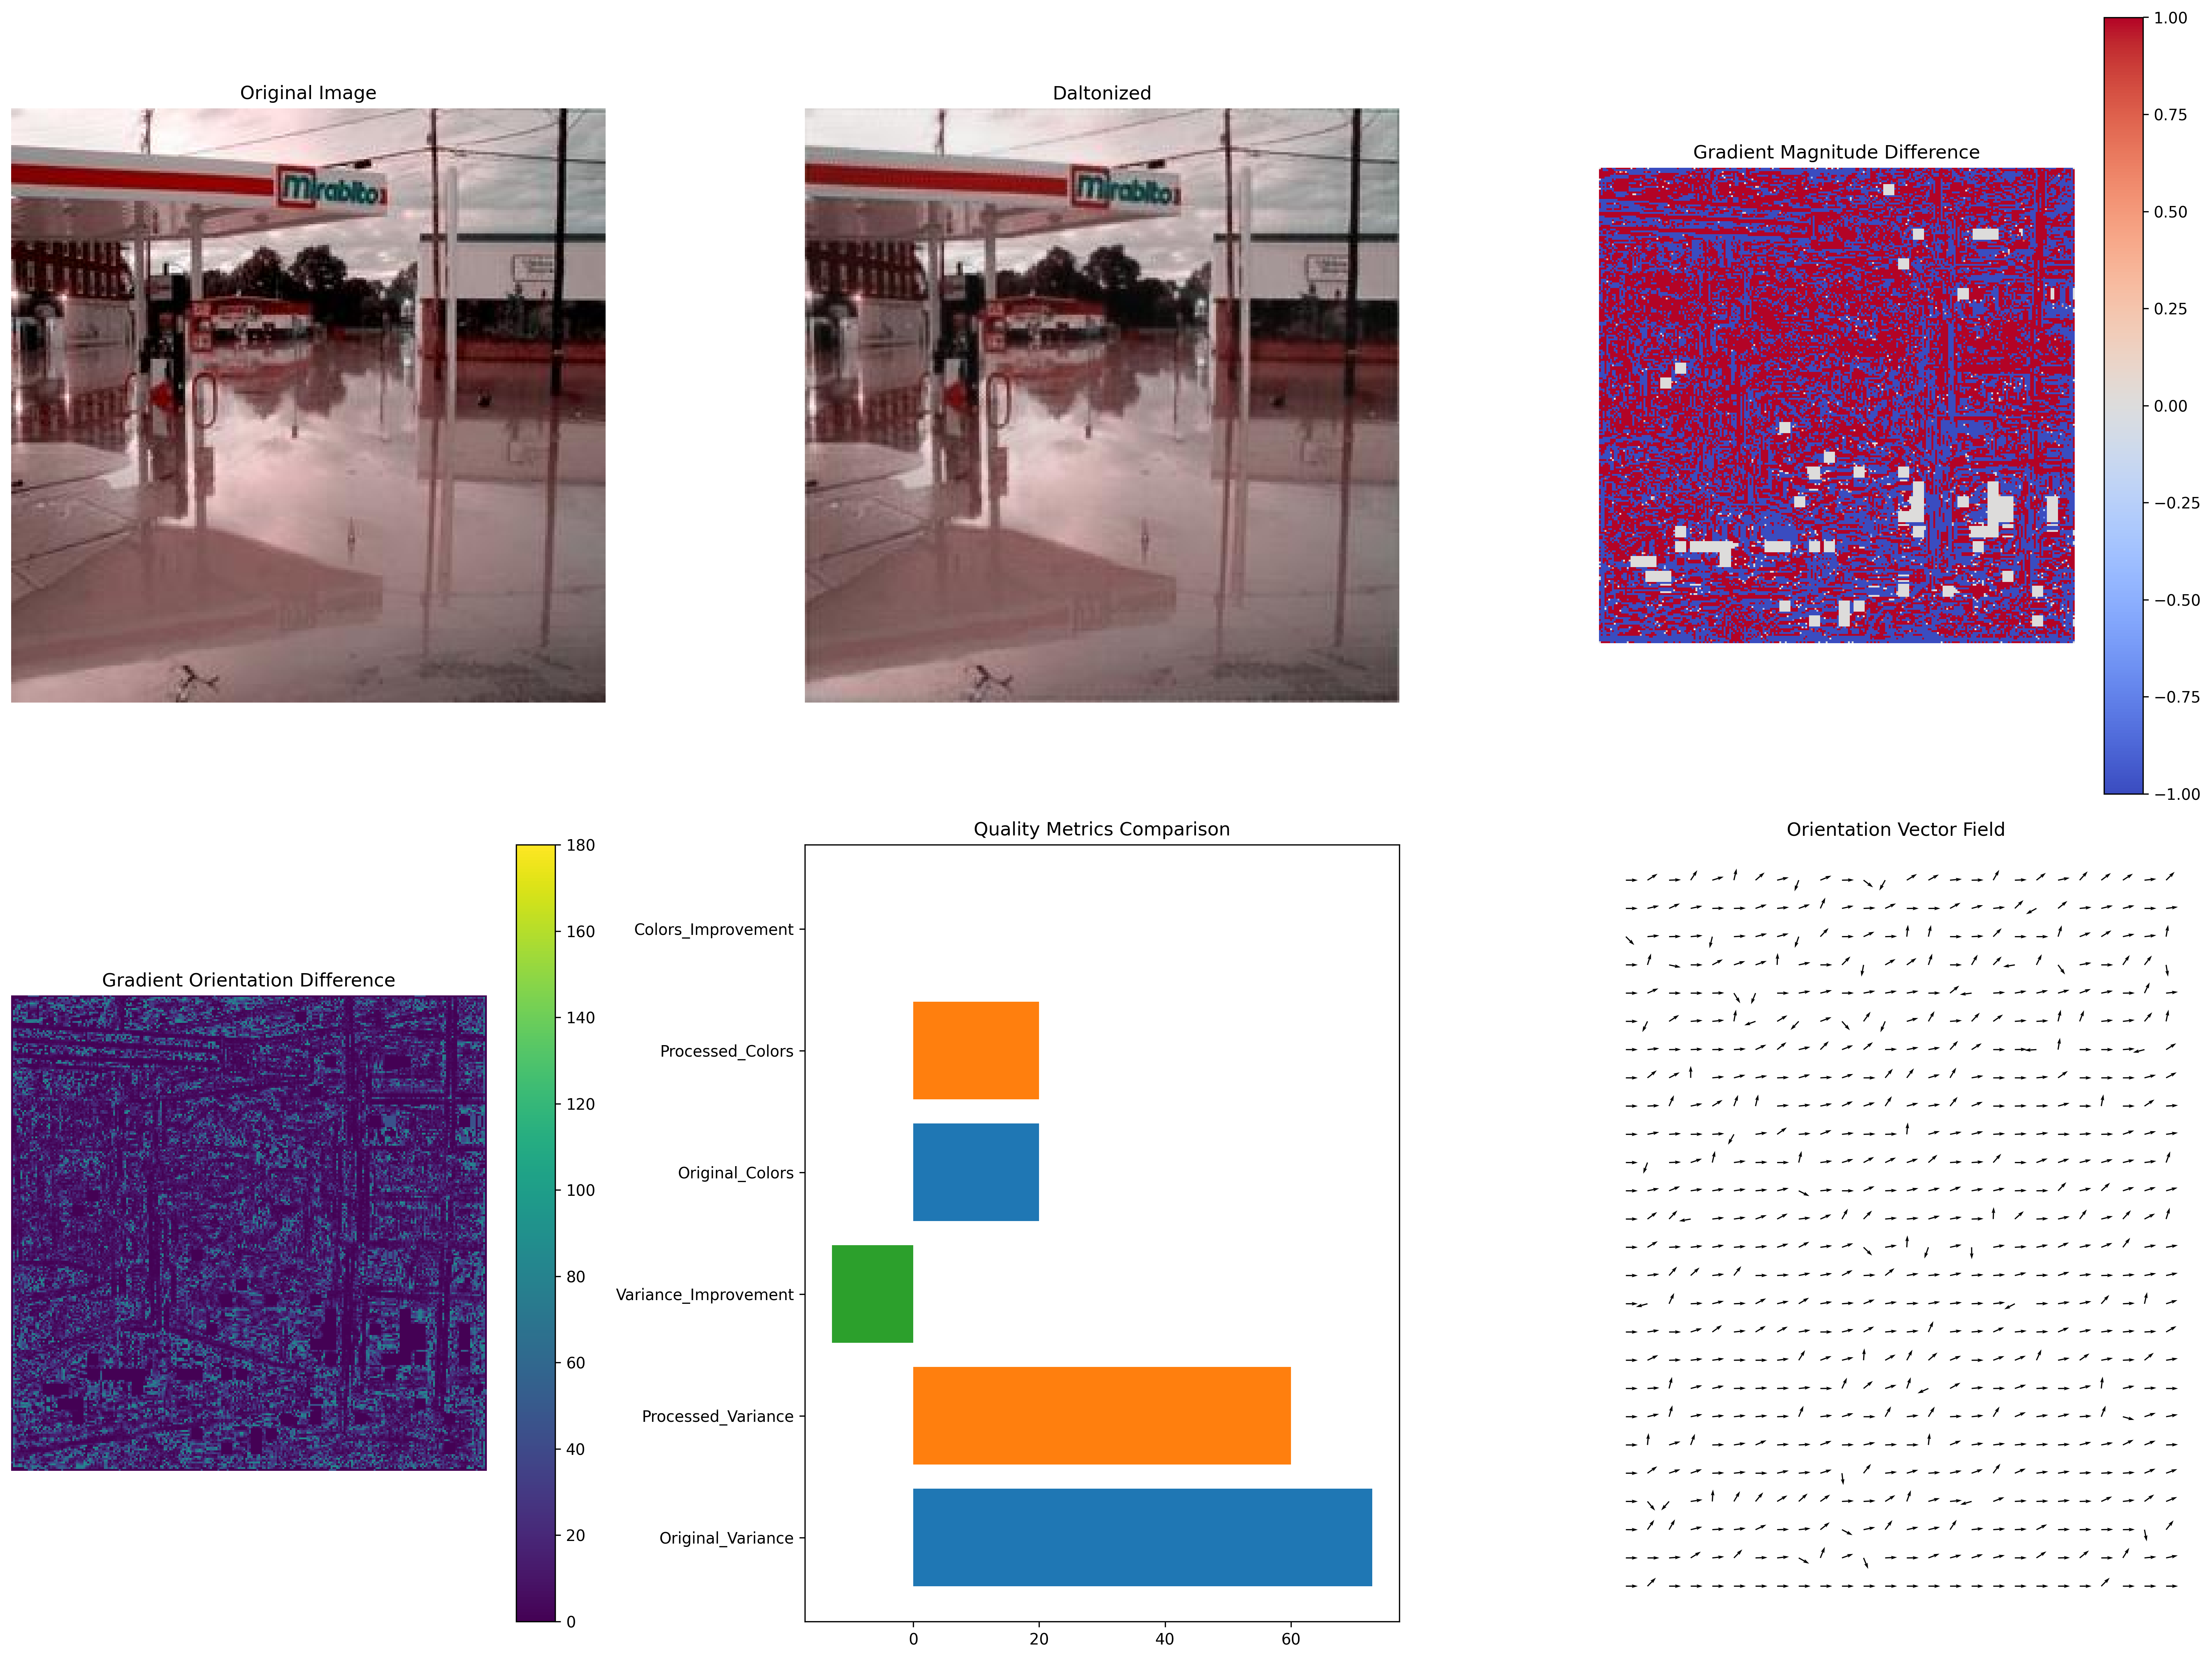 Original Image
Mirabito
Daltonized
Mirabito
Gradient Magnitude Difference
1.00
0.75
0.50
0.25
0.00
−0.25
−0.50
−0.75
−1.00
Gradient Orientation Difference
180
160
140
120
100
80
60
40
20
0
Quality Metrics Comparison
Colors_Improvement
Processed_Colors
Original_Colors
Variance_Improvement
Processed_Variance
Original_Variance
0 20 40 60
Orientation Vector Field